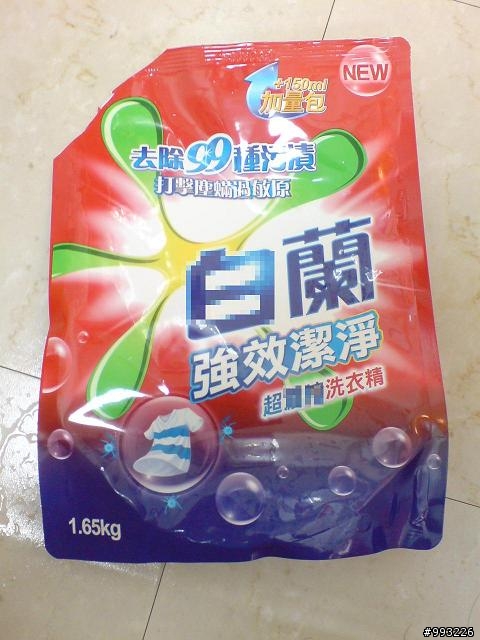 NEW
+150ml
加量包
去除99種污漬
打擊塵蟎過敏原
白蘭
強效潔淨
超 洗衣精
1.65kg
#993226